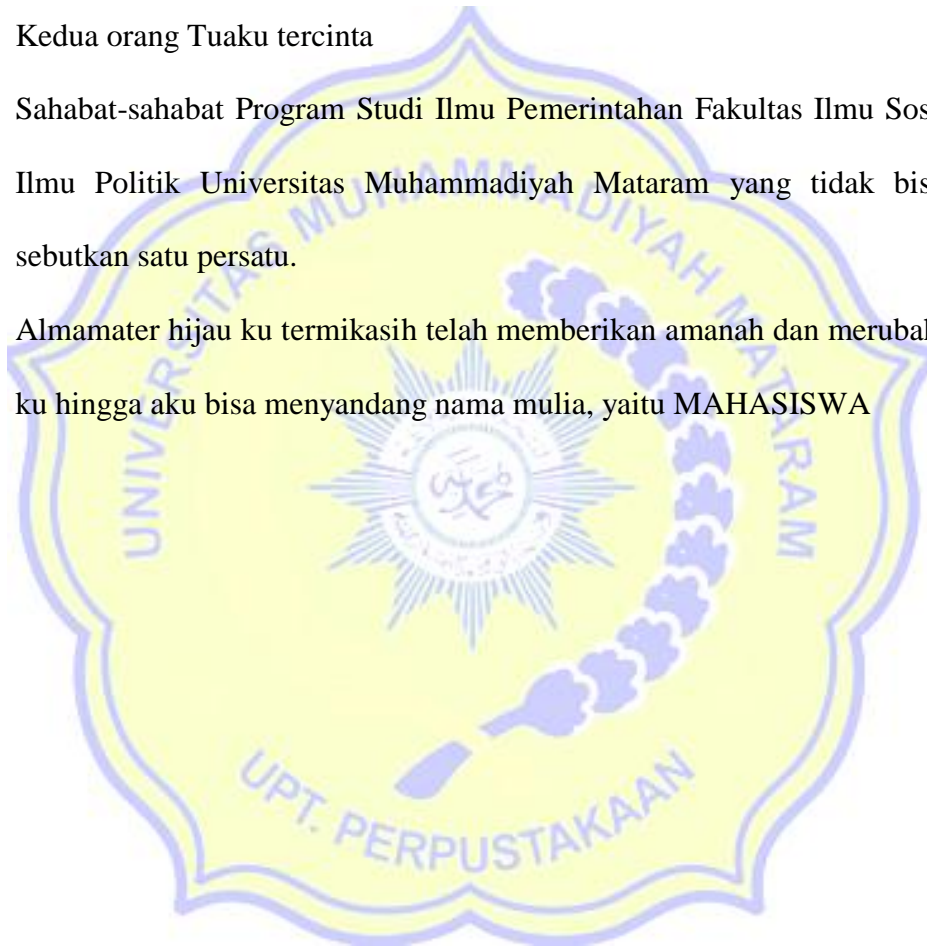 Kedua orang Tuaku tercinta
Sahabat-sahabat Program Studi Ilmu Pemerintahan Fakultas Ilmu Sos
Ilmu Politik Universitas Muhammadiyah Mataram yang tidak bis
sebutkan satu persatu.
Almamater hijau ku termikasih telah memberikan amanah dan merubal
ku hingga aku bisa menyandang nama mulia, yaitu MAHASISWA
UNIVERSITAS MUHAMMADIYAH MATARAM
UPT. PERPUSTAKAAN